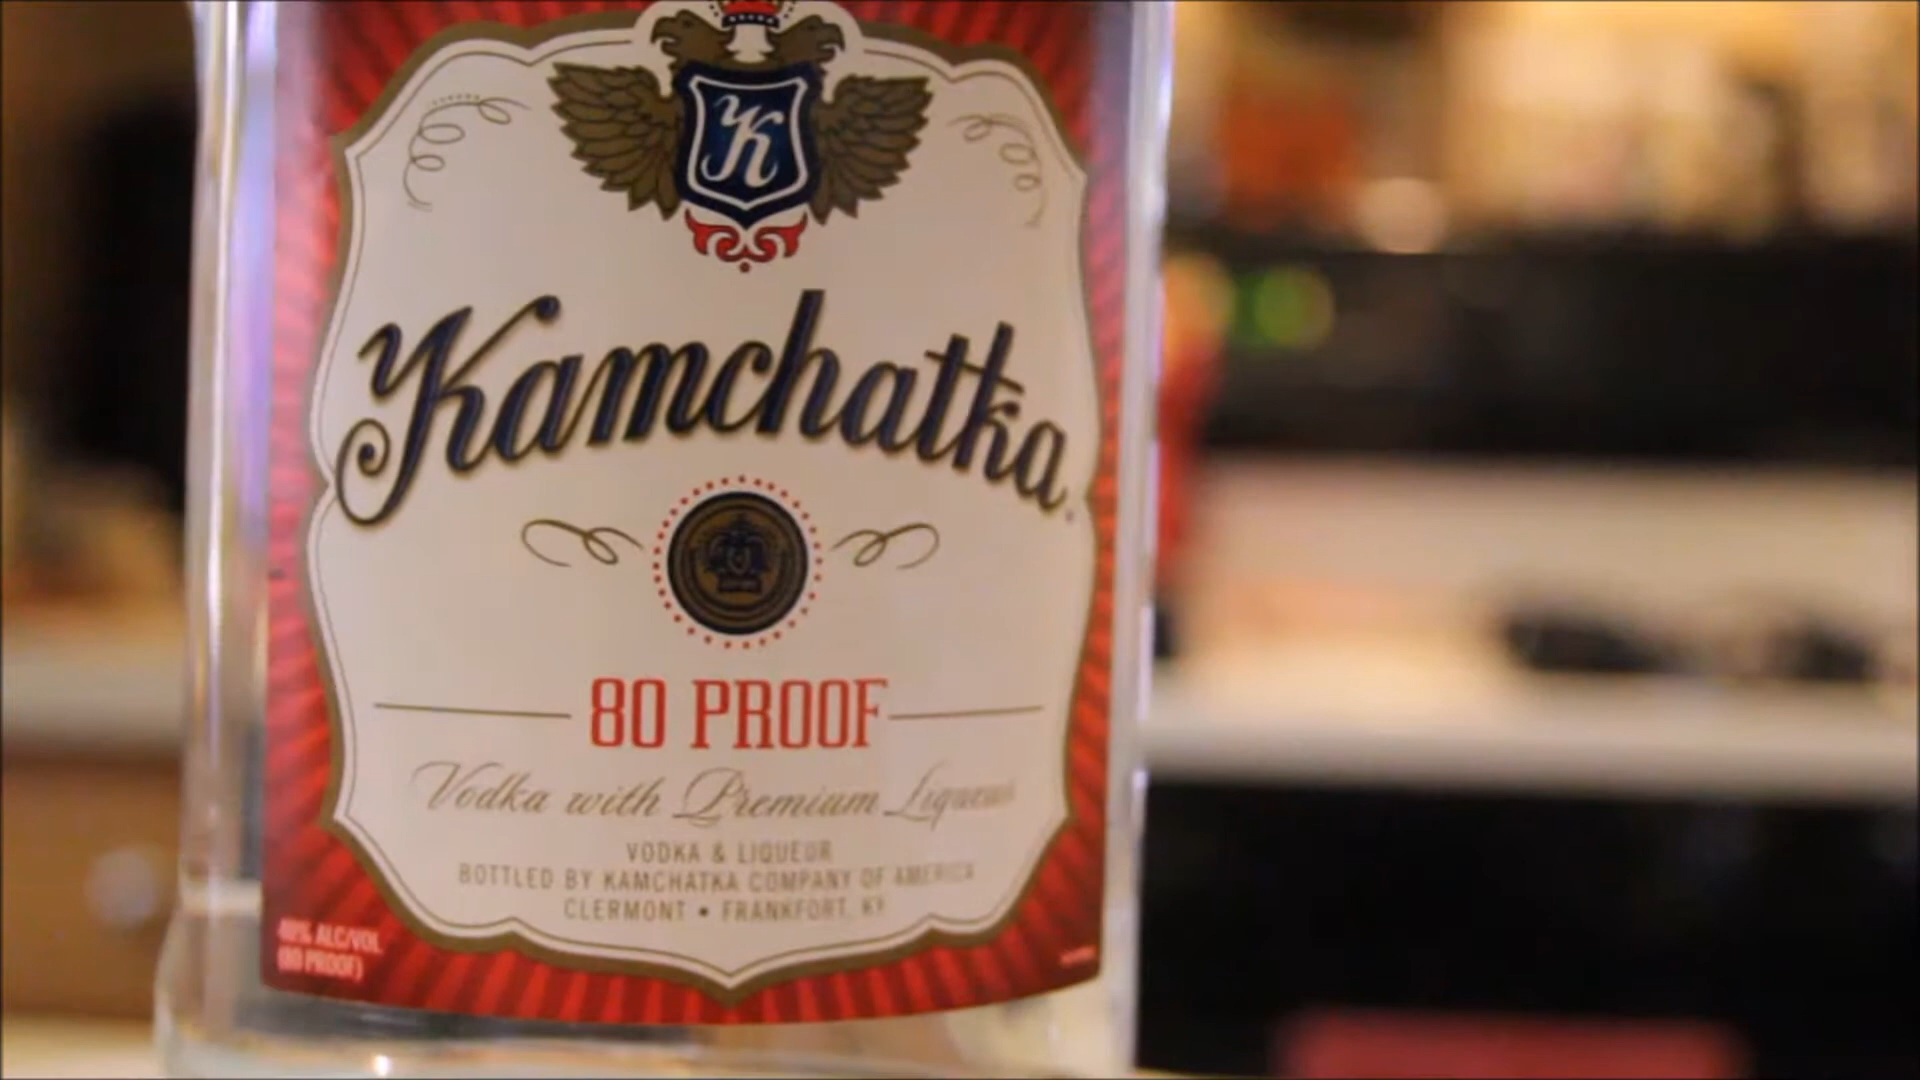 K
Kamchatka
80 PROOF
Vodka with Premium Liqueur
VODKA & LIQUEUR
BOTTLED BY KAMCHATKA COMPANY OF AMERICA
CLERMONT • FRANKFORT, KY
40% ALC/VOL
(80 PROOF)